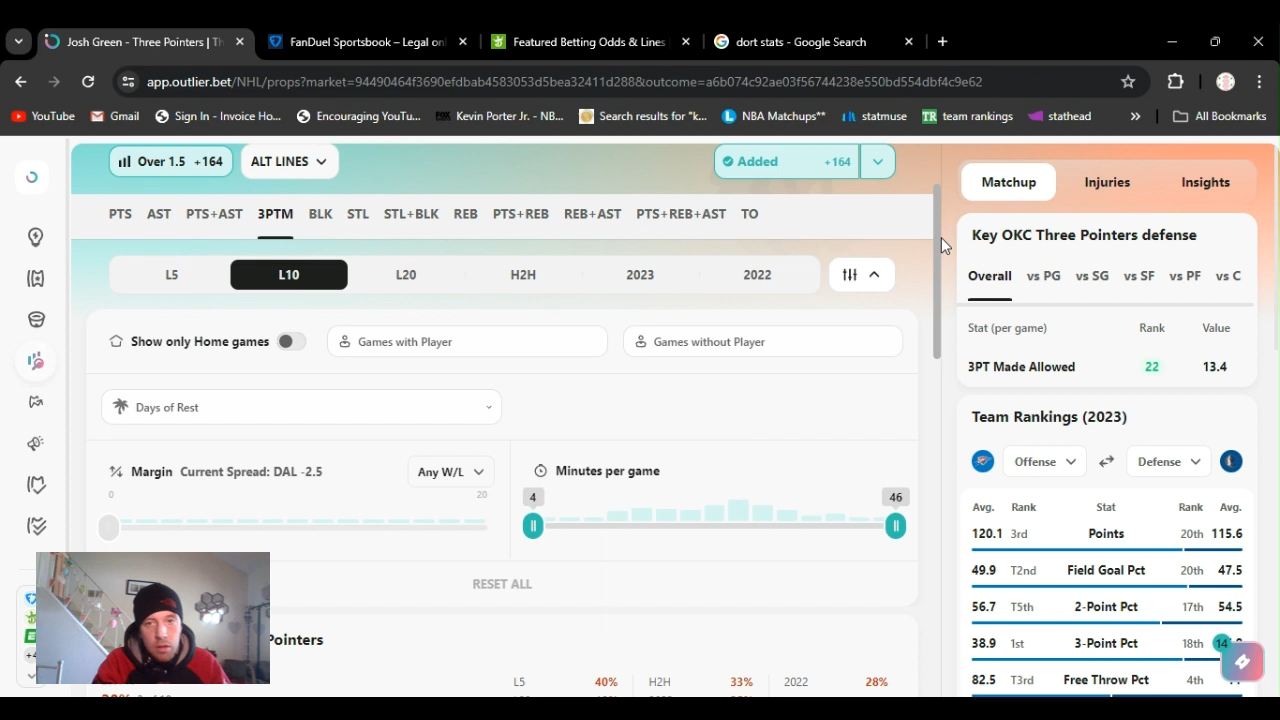 Josh Green - Three Pointers | Th
FanDuel Sportsbook – Legal onl
Featured Betting Odds & Lines
dort stats - Google Search
app.outlier.bet/NHL/props?market=94490464f3690efdbab4583053d5bea32411d288&outcome=a6b074c92ae03f56744238e550bd554dbf4c9e62
YouTube
Gmail
Sign In - Invoice Ho...
Encouraging YouTu...
Kevin Porter Jr. - NB...
Search results for "k...
NBA Matchups**
statmuse
team rankings
stathead
»
All Bookmarks
Over 1.5 +164
ALT LINES
Added +164
PTS AST PTS+AST 3PTM BLK STL STL+BLK REB PTS+REB REB+AST PTS+REB+AST TO
L5 L10 L20 H2H 2023 2022
Show only Home games
Games with Player
Games without Player
Days of Rest
Margin Current Spread: DAL -2.5
Any W/L
0 20
Minutes per game
4 46
RESET ALL
Pointers
L5 40% H2H 33% 2022 28%
Matchup Injuries Insights
Key OKC Three Pointers defense
Overall vs PG vs SG vs SF vs PF vs C
Stat (per game) Rank Value
3PT Made Allowed 22 13.4
Team Rankings (2023)
Offense Defense
Avg. Rank Stat Rank Avg.
120.1 3rd Points 20th 115.6
49.9 T2nd Field Goal Pct 20th 47.5
56.7 T5th 2-Point Pct 17th 54.5
38.9 1st 3-Point Pct 18th
82.5 T3rd Free Throw Pct 4th